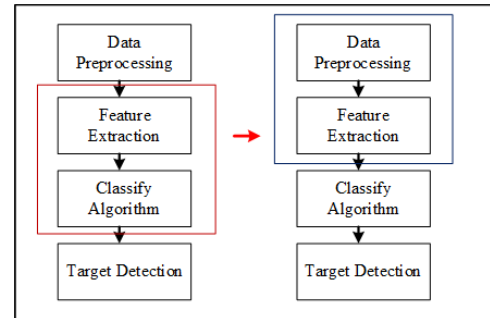 Data
Preprocessing
Feature
Extraction
Classify
Algorithm
Target Detection
Data
Preprocessing
Feature
Extraction
Classify
Algorithm
Target Detection